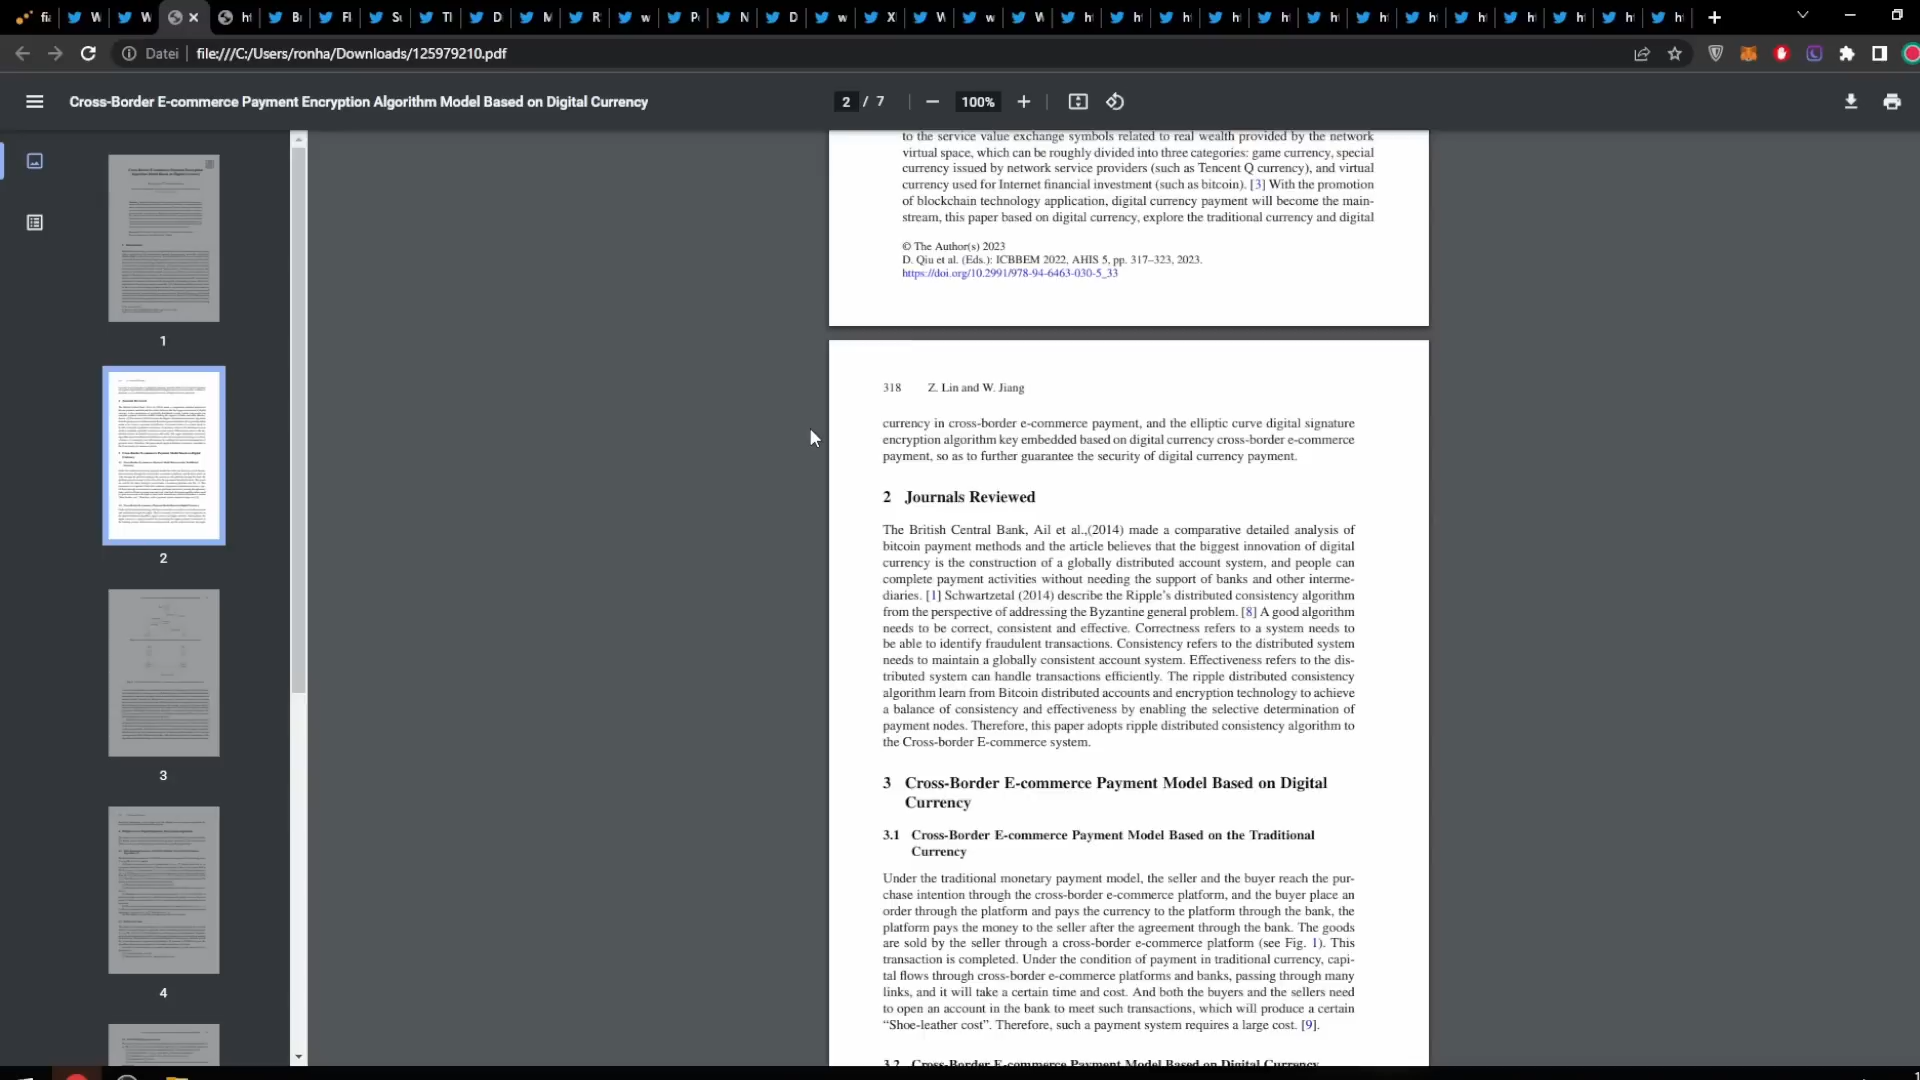 Datei file:///C:/Users/ronha/Downloads/125979210.pdf
Cross-Border E-commerce Payment Encryption Algorithm Model Based on Digital Currency
2 / 7
100%
1
2
3
4
to the service value exchange symbols related to real wealth provided by the network
virtual space, which can be roughly divided into three categories: game currency, special
currency issued by network service providers (such as Tencent Q currency), and virtual
currency used for Internet financial investment (such as bitcoin). [3] With the promotion
of blockchain technology application, digital currency payment will become the main-
stream, this paper based on digital currency, explore the traditional currency and digital
© The Author(s) 2023
D. Qiu et al. (Eds.): ICBBEM 2022, AHIS 5, pp. 317–323, 2023.
https://doi.org/10.2991/978-94-6463-030-5_33
318 Z. Lin and W. Jiang
currency in cross-border e-commerce payment, and the elliptic curve digital signature
encryption algorithm key embedded based on digital currency cross-border e-commerce
payment, so as to further guarantee the security of digital currency payment.
2 Journals Reviewed
The British Central Bank, Ail et al.,(2014) made a comparative detailed analysis of
bitcoin payment methods and the article believes that the biggest innovation of digital
currency is the construction of a globally distributed account system, and people can
complete payment activities without needing the support of banks and other interme-
diaries. [1] Schwartzetal (2014) describe the Ripple's distributed consistency algorithm
from the perspective of addressing the Byzantine general problem. [8] A good algorithm
needs to be correct, consistent and effective. Correctness refers to a system needs to
be able to identify fraudulent transactions. Consistency refers to the distributed system
needs to maintain a globally consistent account system. Effectiveness refers to the dis-
tributed system can handle transactions efficiently. The ripple distributed consistency
algorithm learn from Bitcoin distributed accounts and encryption technology to achieve
a balance of consistency and effectiveness by enabling the selective determination of
payment nodes. Therefore, this paper adopts ripple distributed consistency algorithm to
the Cross-border E-commerce system.
3 Cross-Border E-commerce Payment Model Based on Digital
Currency
3.1 Cross-Border E-commerce Payment Model Based on the Traditional
Currency
Under the traditional monetary payment model, the seller and the buyer reach the pur-
chase intention through the cross-border e-commerce platform, and the buyer place an
order through the platform and pays the currency to the platform through the bank, the
platform pays the money to the seller after the agreement through the bank. The goods
are sold by the seller through a cross-border e-commerce platform (see Fig. 1). This
transaction is completed. Under the condition of payment in traditional currency, capi-
tal flows through cross-border e-commerce platforms and banks, passing through many
links, and it will take a certain time and cost. And both the buyers and the sellers need
to open an account in the bank to meet such transactions, which will produce a certain
“Shoe-leather cost”. Therefore, such a payment system requires a large cost. [9].
3.2 Cross-Border E-commerce Payment Model Based on Digital Currency